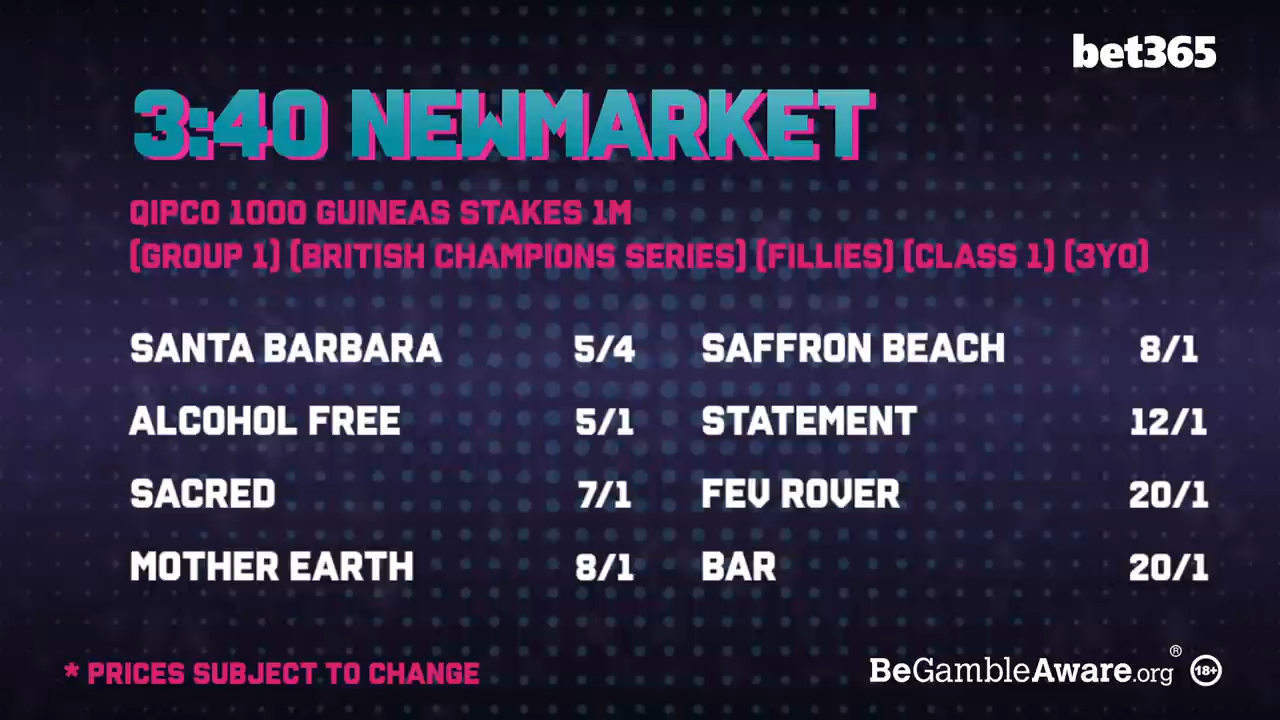 bet365
3:40 NEWMARKET
QIPCO 1000 GUINEAS STAKES 1M
(GROUP 1) (BRITISH CHAMPIONS SERIES) (FILLIES) (CLASS 1) (3YO)
SANTA BARBARA 5/4 SAFFRON BEACH 8/1
ALCOHOL FREE 5/1 STATEMENT 12/1
SACRED 7/1 FEV ROVER 20/1
MOTHER EARTH 8/1 BAR 20/1
* PRICES SUBJECT TO CHANGE BeGambleAware.org® 18+